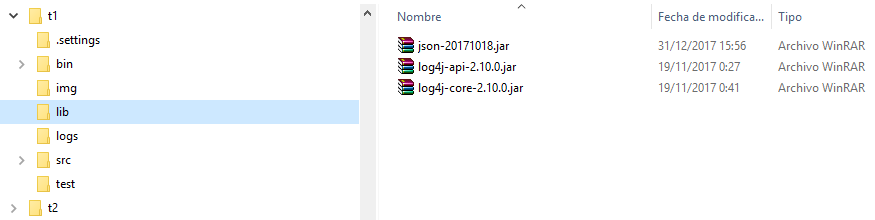 t1
.settings
bin
img
lib
logs
src
test
t2
Nombre Fecha de modifica... Tipo
json-20171018.jar 31/12/2017 15:56 Archivo WinRAR
log4j-api-2.10.0.jar 19/11/2017 0:27 Archivo WinRAR
log4j-core-2.10.0.jar 19/11/2017 0:41 Archivo WinRAR